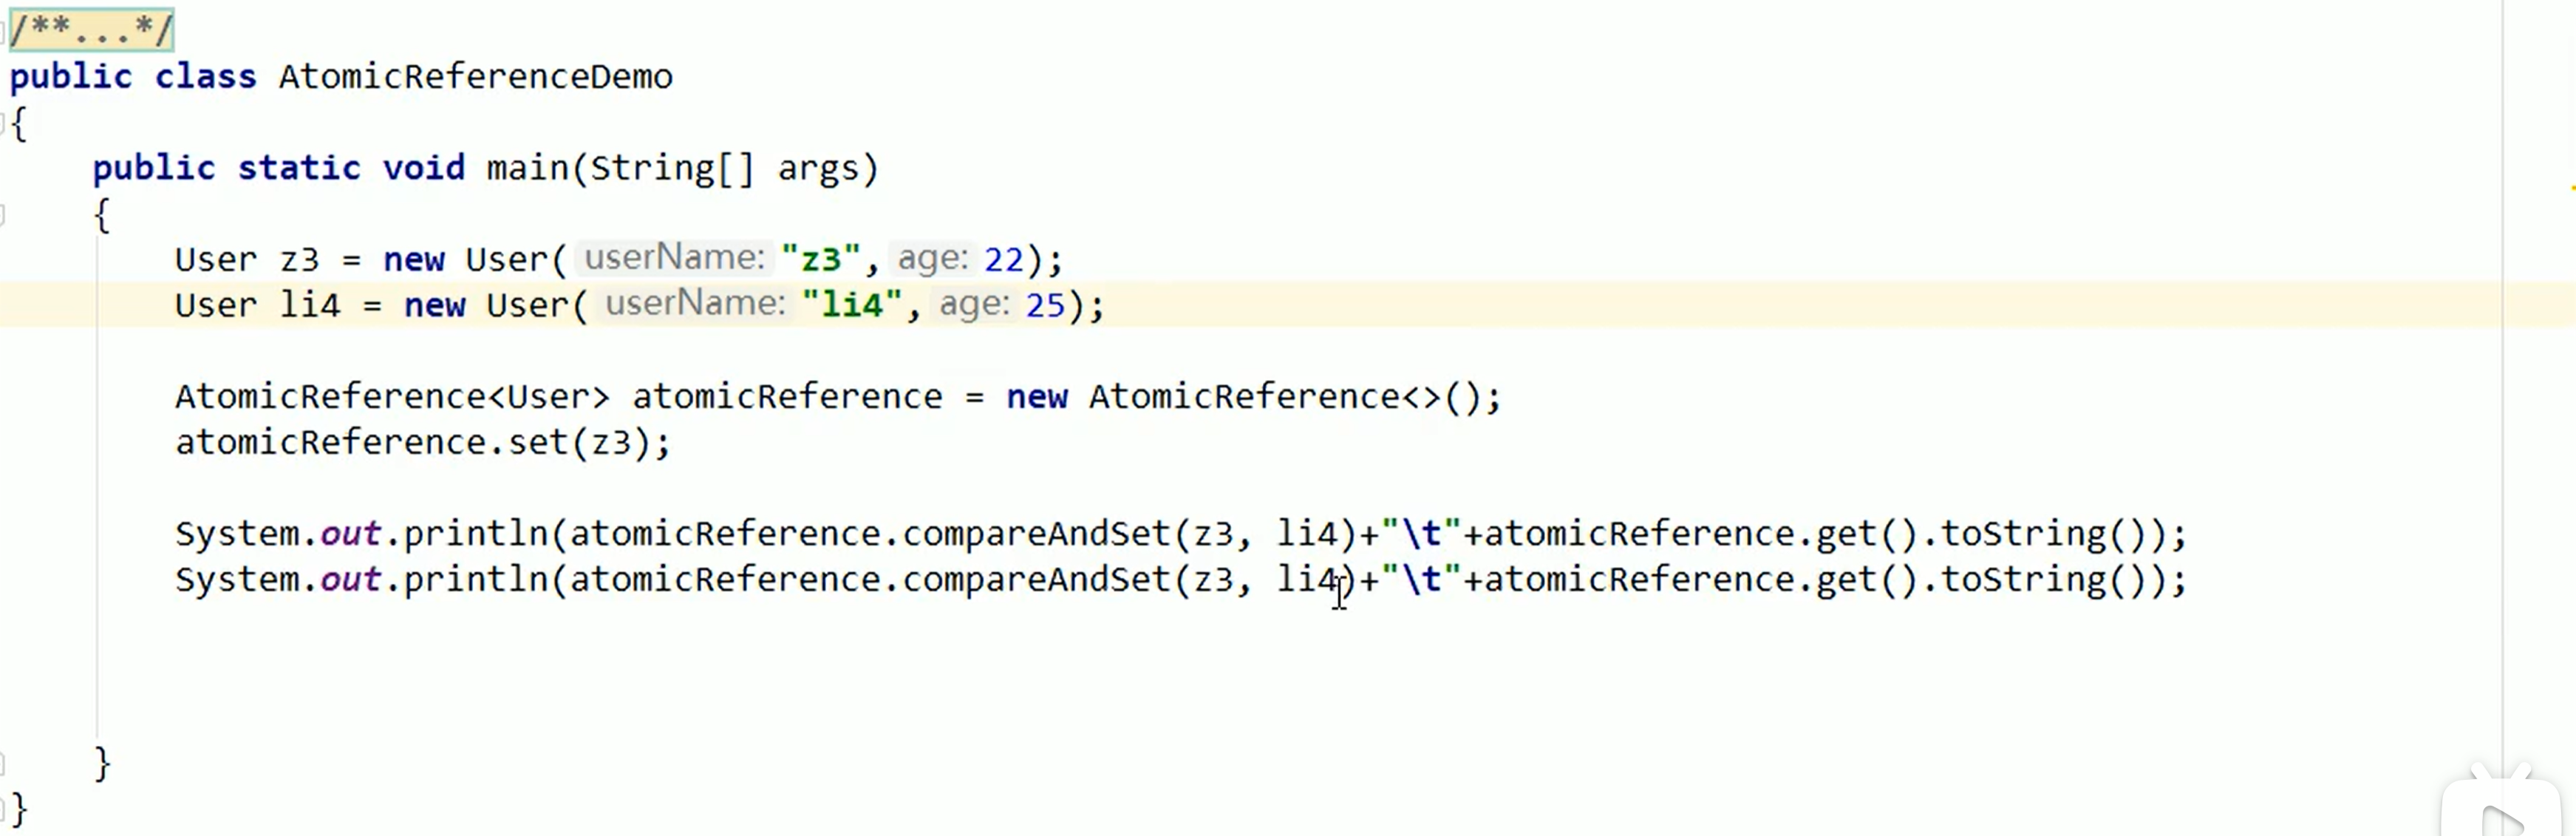 /**...*/
public class AtomicReferenceDemo
{
    public static void main(String[] args)
    {
        User z3 = new User( userName: "z3", age: 22);
        User li4 = new User( userName: "li4", age: 25);
        AtomicReference<User> atomicReference = new AtomicReference<>();
        atomicReference.set(z3);
        System.out.println(atomicReference.compareAndSet(z3, li4)+"\t"+atomicReference.get().toString());
        System.out.println(atomicReference.compareAndSet(z3, li4)+"\t"+atomicReference.get().toString());
    }
}